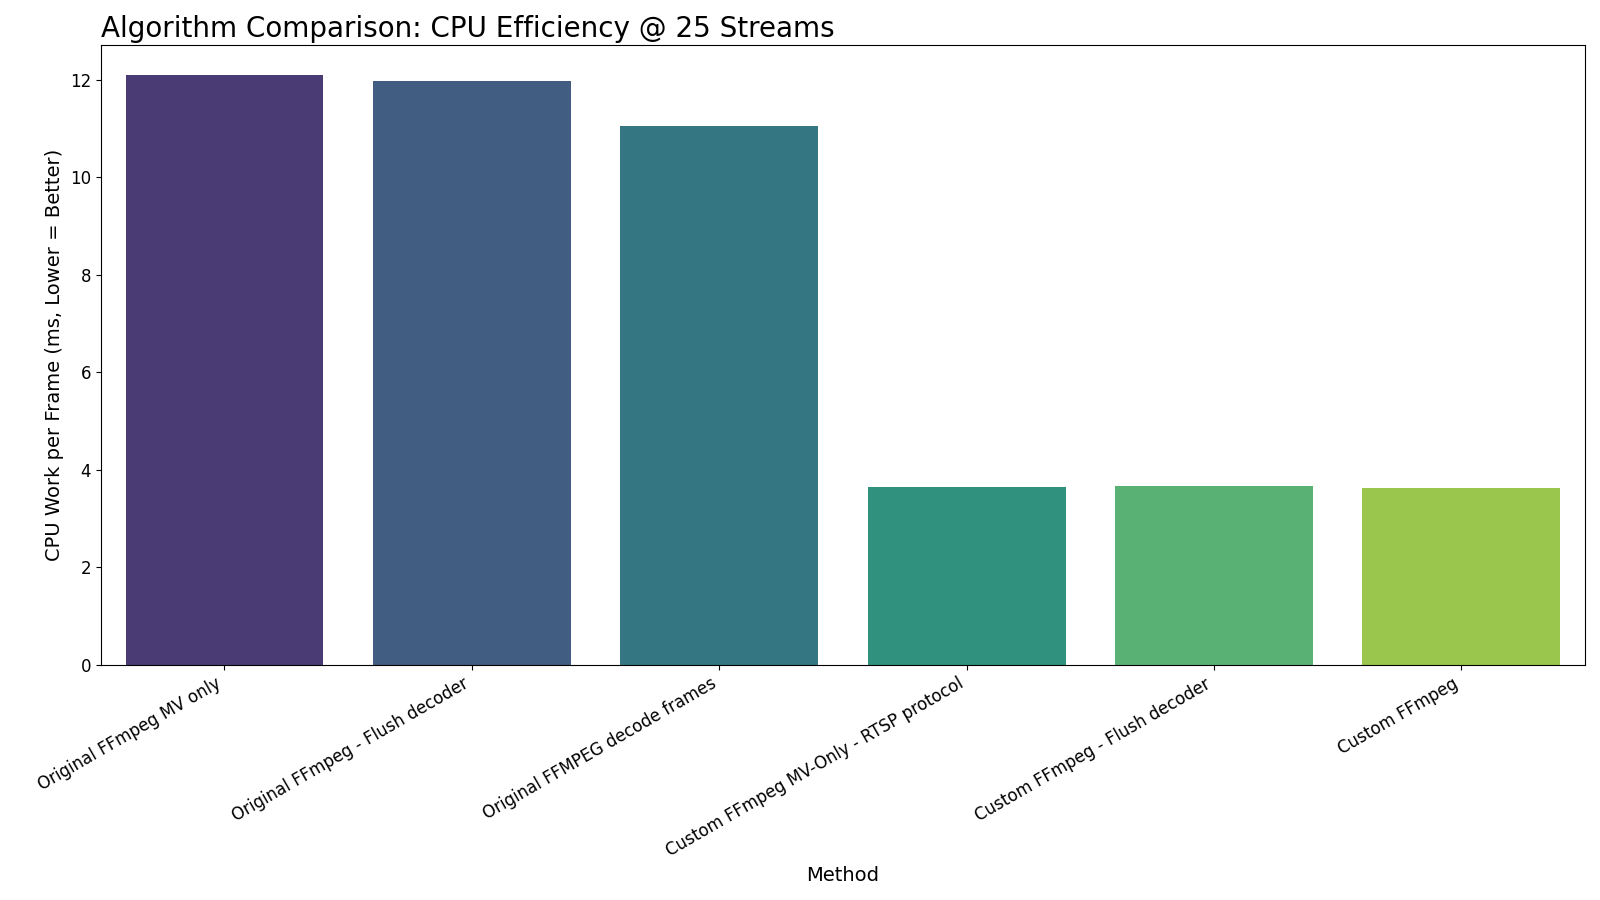 Algorithm Comparison: CPU Efficiency @ 25 Streams
CPU Work per Frame (ms, Lower = Better)
12
10
8
6
4
2
0
Original FFmpeg MV only
Original FFmpeg - Flush decoder
Original FFMPEG decode frames
Custom FFmpeg MV-Only - RTSP protocol
Custom FFmpeg - Flush decoder
Custom FFmpeg
Method